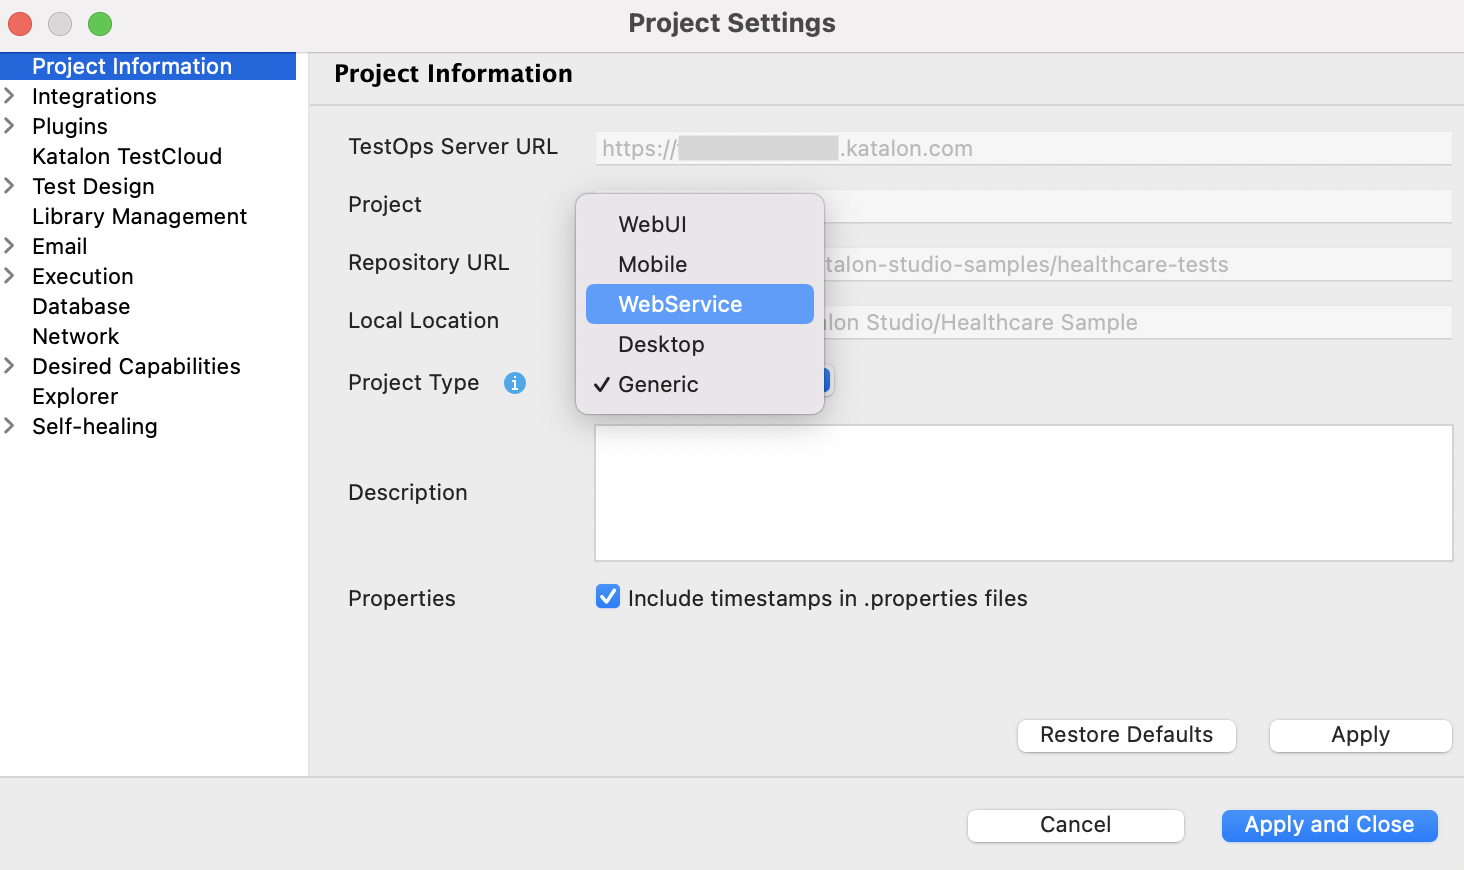 Project Settings
Project Information
Integrations
Plugins
Katalon TestCloud
Test Design
Library Management
Email
Execution
Database
Network
Desired Capabilities
Explorer
Self-healing
Project Information
TestOps Server URL https:// .katalon.com
Project
Repository URL talon-studio-samples/healthcare-tests
Local Location lon Studio/Healthcare Sample
Project Type
WebUI
Mobile
WebService
Desktop
✓ Generic
Description
Properties Include timestamps in .properties files
Restore Defaults Apply
Cancel Apply and Close